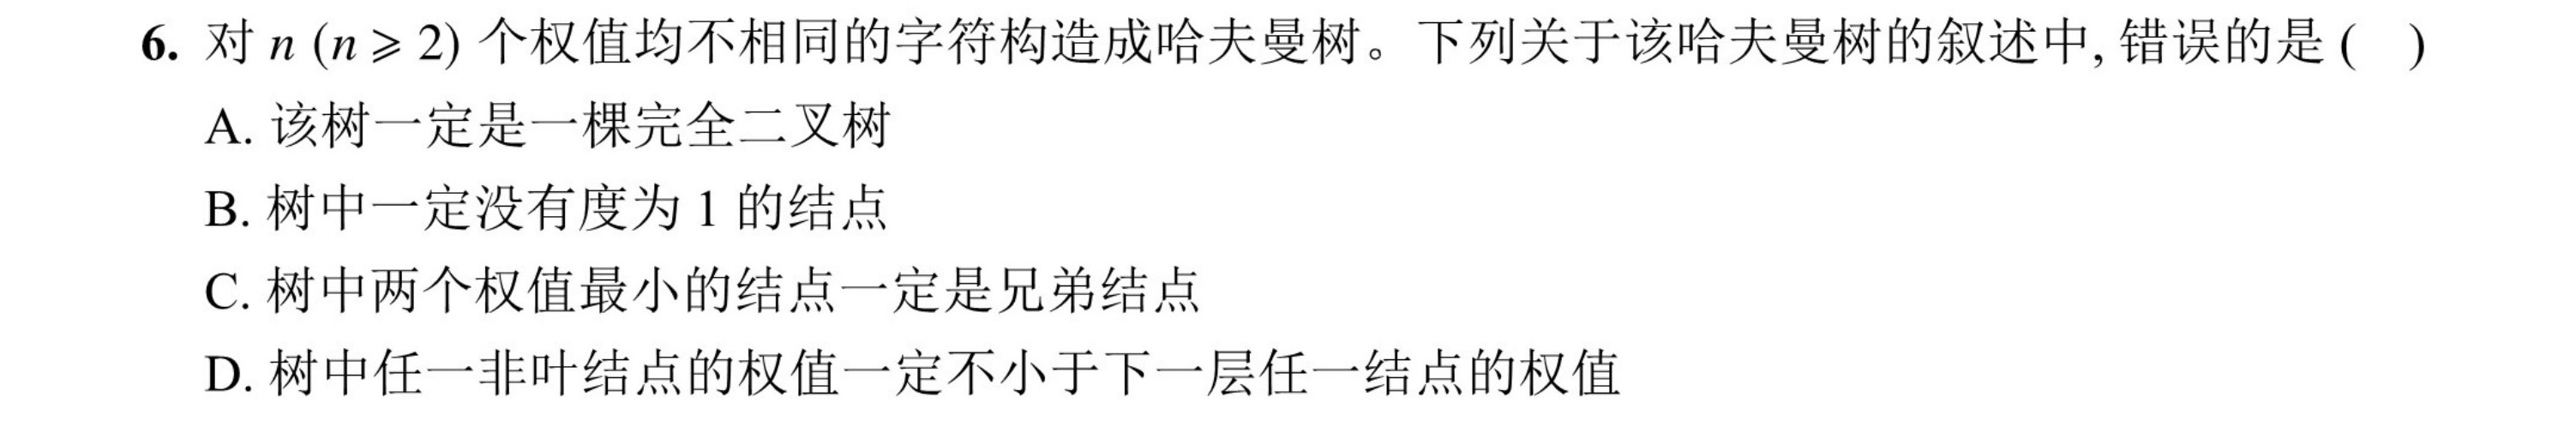 6. 对 n (n ⩾ 2) 个权值均不相同的字符构造成哈夫曼树。下列关于该哈夫曼树的叙述中, 错误的是 ( )
A. 该树一定是一棵完全二叉树
B. 树中一定没有度为 1 的结点
C. 树中两个权值最小的结点一定是兄弟结点
D. 树中任一非叶结点的权值一定不小于下一层任一结点的权值